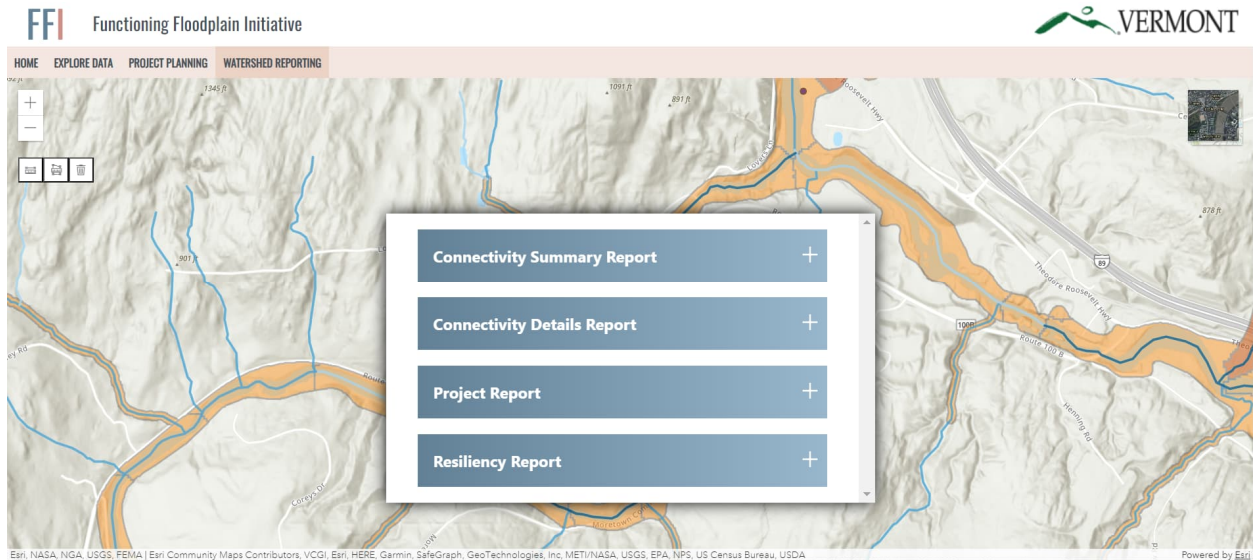 FFI Functioning Floodplain Initiative
VERMONT
HOME EXPLORE DATA PROJECT PLANNING WATERSHED REPORTING
1345 ft
1091 ft
891 ft
Roosevelt Hwy
Lovers Ln
878 ft
901 ft
89
Theodore Roosevelt Hwy
100B
Route 100 B
Henning Rd
Coreys Dr
Connectivity Summary Report
Connectivity Details Report
Project Report
Resiliency Report
Esri, NASA, NGA, USGS, FEMA | Esri Community Maps Contributors, VCGI, Esri, HERE, Garmin, SafeGraph, GeoTechnologies, Inc, METI/NASA, USGS, EPA, NPS, US Census Bureau, USDA
Powered by Esri